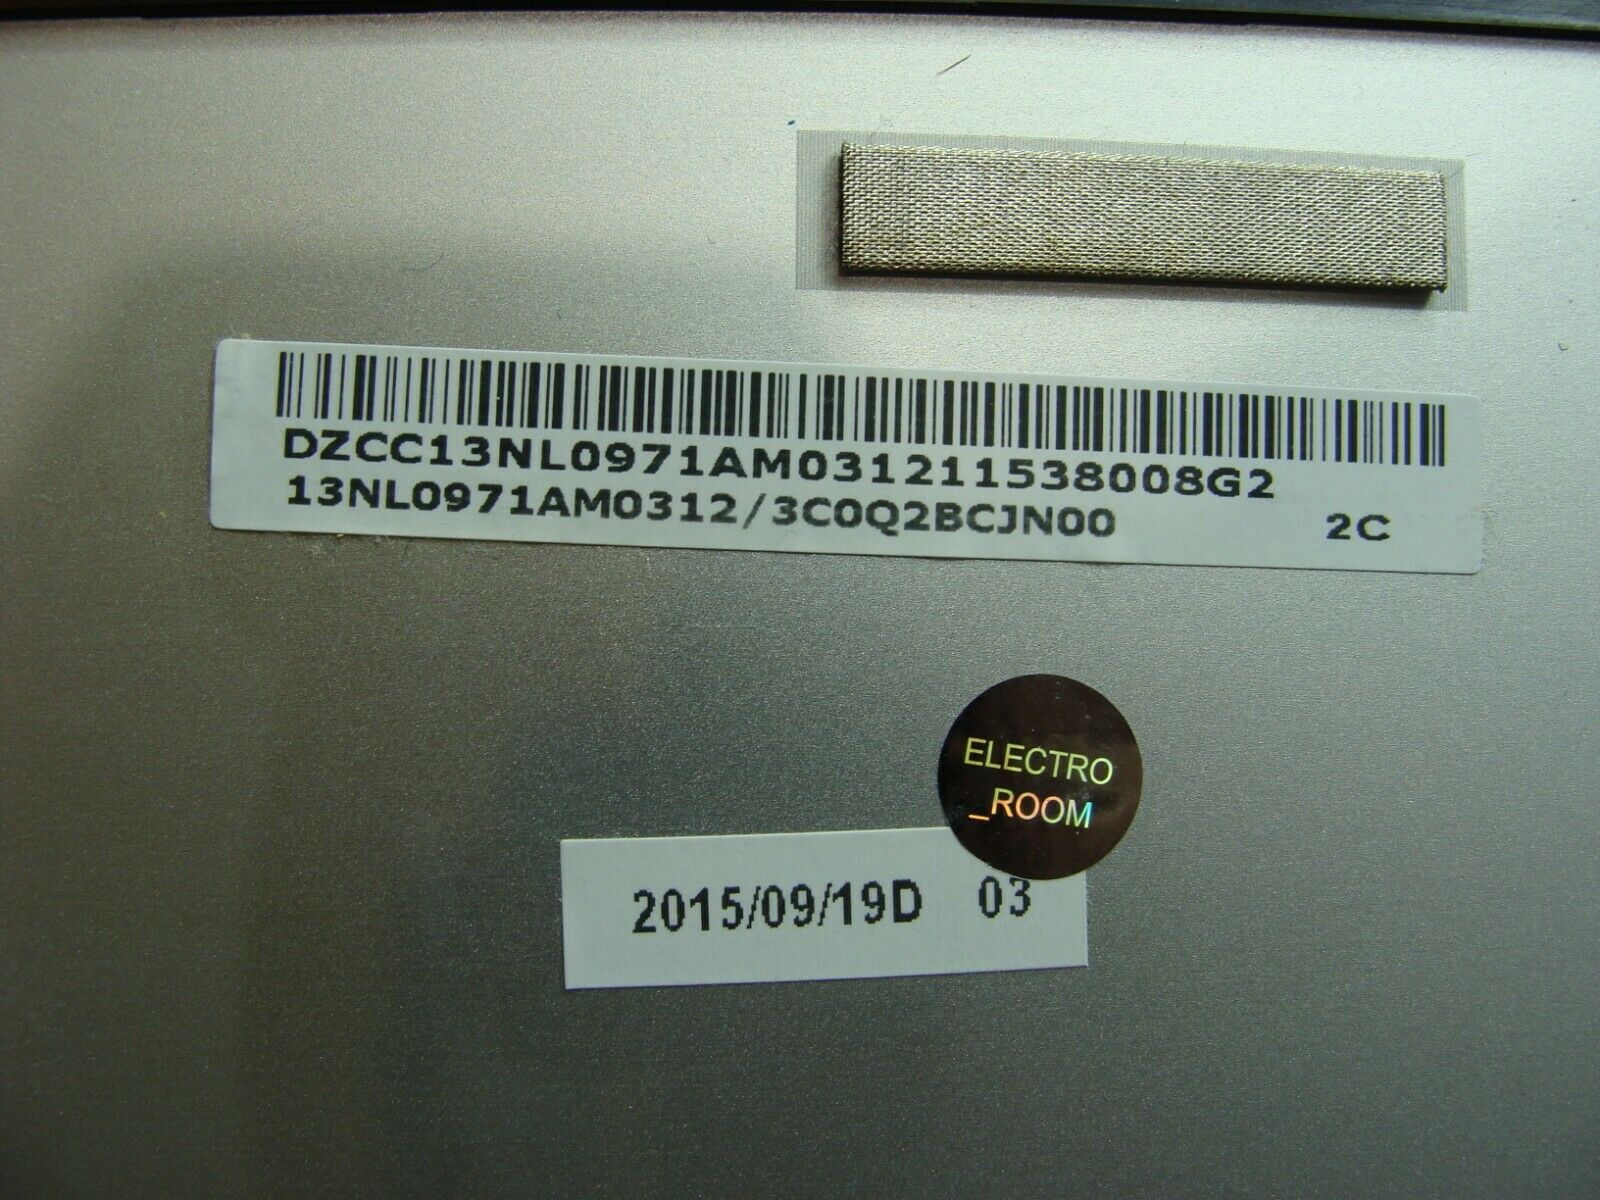 DZCC13NL0971AM031211538008G2
13NL0971AM0312/3C0Q2BCJN00 2C
ELECTRO
_ROOM
2015/09/19D 03